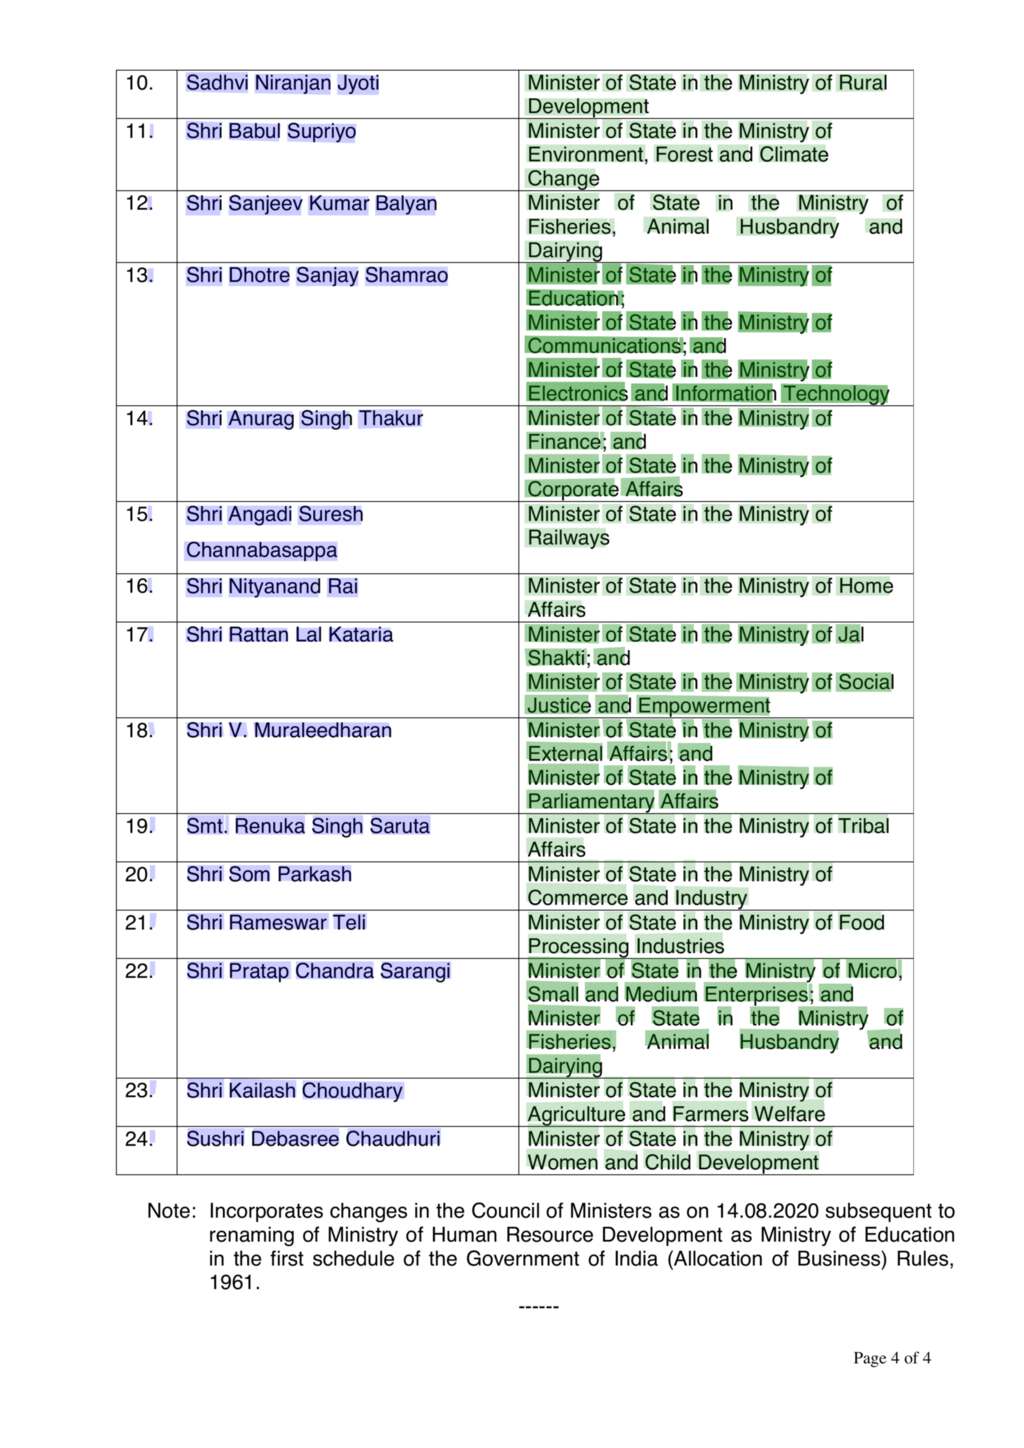 10. Sadhvi Niranjan Jyoti Minister of State in the Ministry of Rural
Development
11. Shri Babul Supriyo Minister of State in the Ministry of
Environment, Forest and Climate
Change
12. Shri Sanjeev Kumar Balyan Minister of State in the Ministry of
Fisheries, Animal Husbandry and
Dairying
13. Shri Dhotre Sanjay Shamrao Minister of State in the Ministry of
Education;
Minister of State in the Ministry of
Communications; and
Minister of State in the Ministry of
Electronics and Information Technology
14. Shri Anurag Singh Thakur Minister of State in the Ministry of
Finance; and
Minister of State in the Ministry of
Corporate Affairs
15. Shri Angadi Suresh Minister of State in the Ministry of
Railways
Channabasappa
16. Shri Nityanand Rai Minister of State in the Ministry of Home
Affairs
17. Shri Rattan Lal Kataria Minister of State in the Ministry of Jal
Shakti; and
Minister of State in the Ministry of Social
Justice and Empowerment
18. Shri V. Muraleedharan Minister of State in the Ministry of
External Affairs; and
Minister of State in the Ministry of
Parliamentary Affairs
19. Smt. Renuka Singh Saruta Minister of State in the Ministry of Tribal
Affairs
20. Shri Som Parkash Minister of State in the Ministry of
Commerce and Industry
21. Shri Rameswar Teli Minister of State in the Ministry of Food
Processing Industries
22. Shri Pratap Chandra Sarangi Minister of State in the Ministry of Micro,
Small and Medium Enterprises; and
Minister of State in the Ministry of
Fisheries, Animal Husbandry and
Dairying
23. Shri Kailash Choudhary Minister of State in the Ministry of
Agriculture and Farmers Welfare
24. Sushri Debasree Chaudhuri Minister of State in the Ministry of
Women and Child Development
Note: Incorporates changes in the Council of Ministers as on 14.08.2020 subsequent to
renaming of Ministry of Human Resource Development as Ministry of Education
in the first schedule of the Government of India (Allocation of Business) Rules,
1961.
------
Page 4 of 4